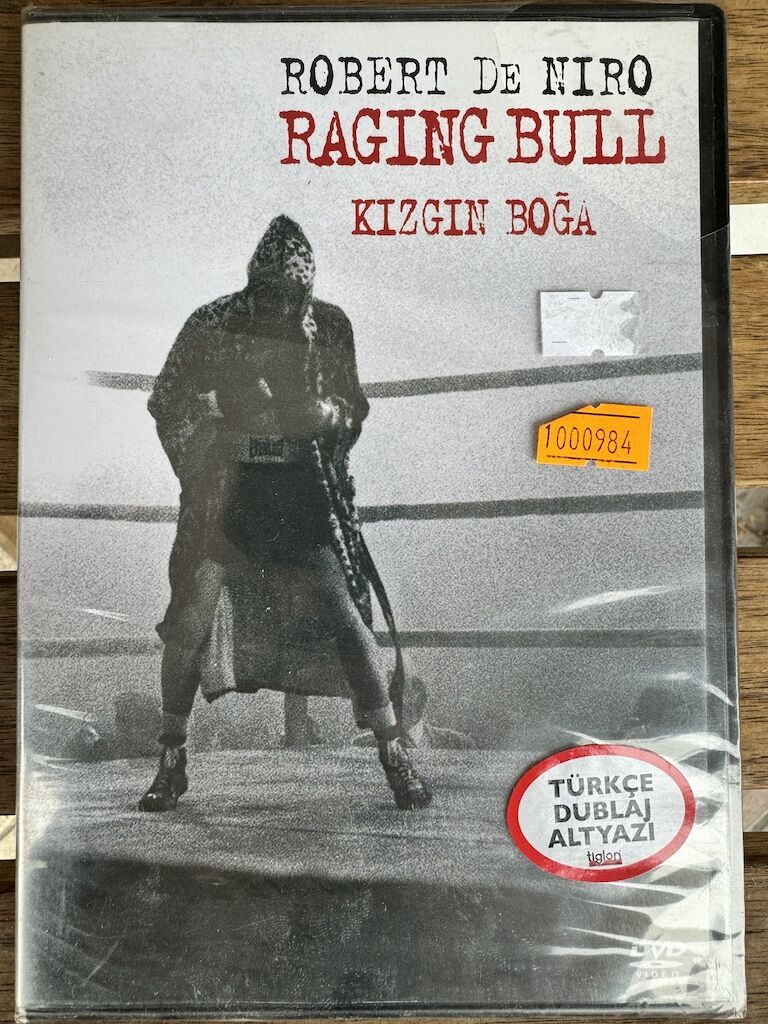 ROBERT DE NIRO
RAGING BULL
KIZGIN BOĞA
1000984
TÜRKÇE
DUBLAJ
ALTYAZI
tiglon
DVD
VIDEO